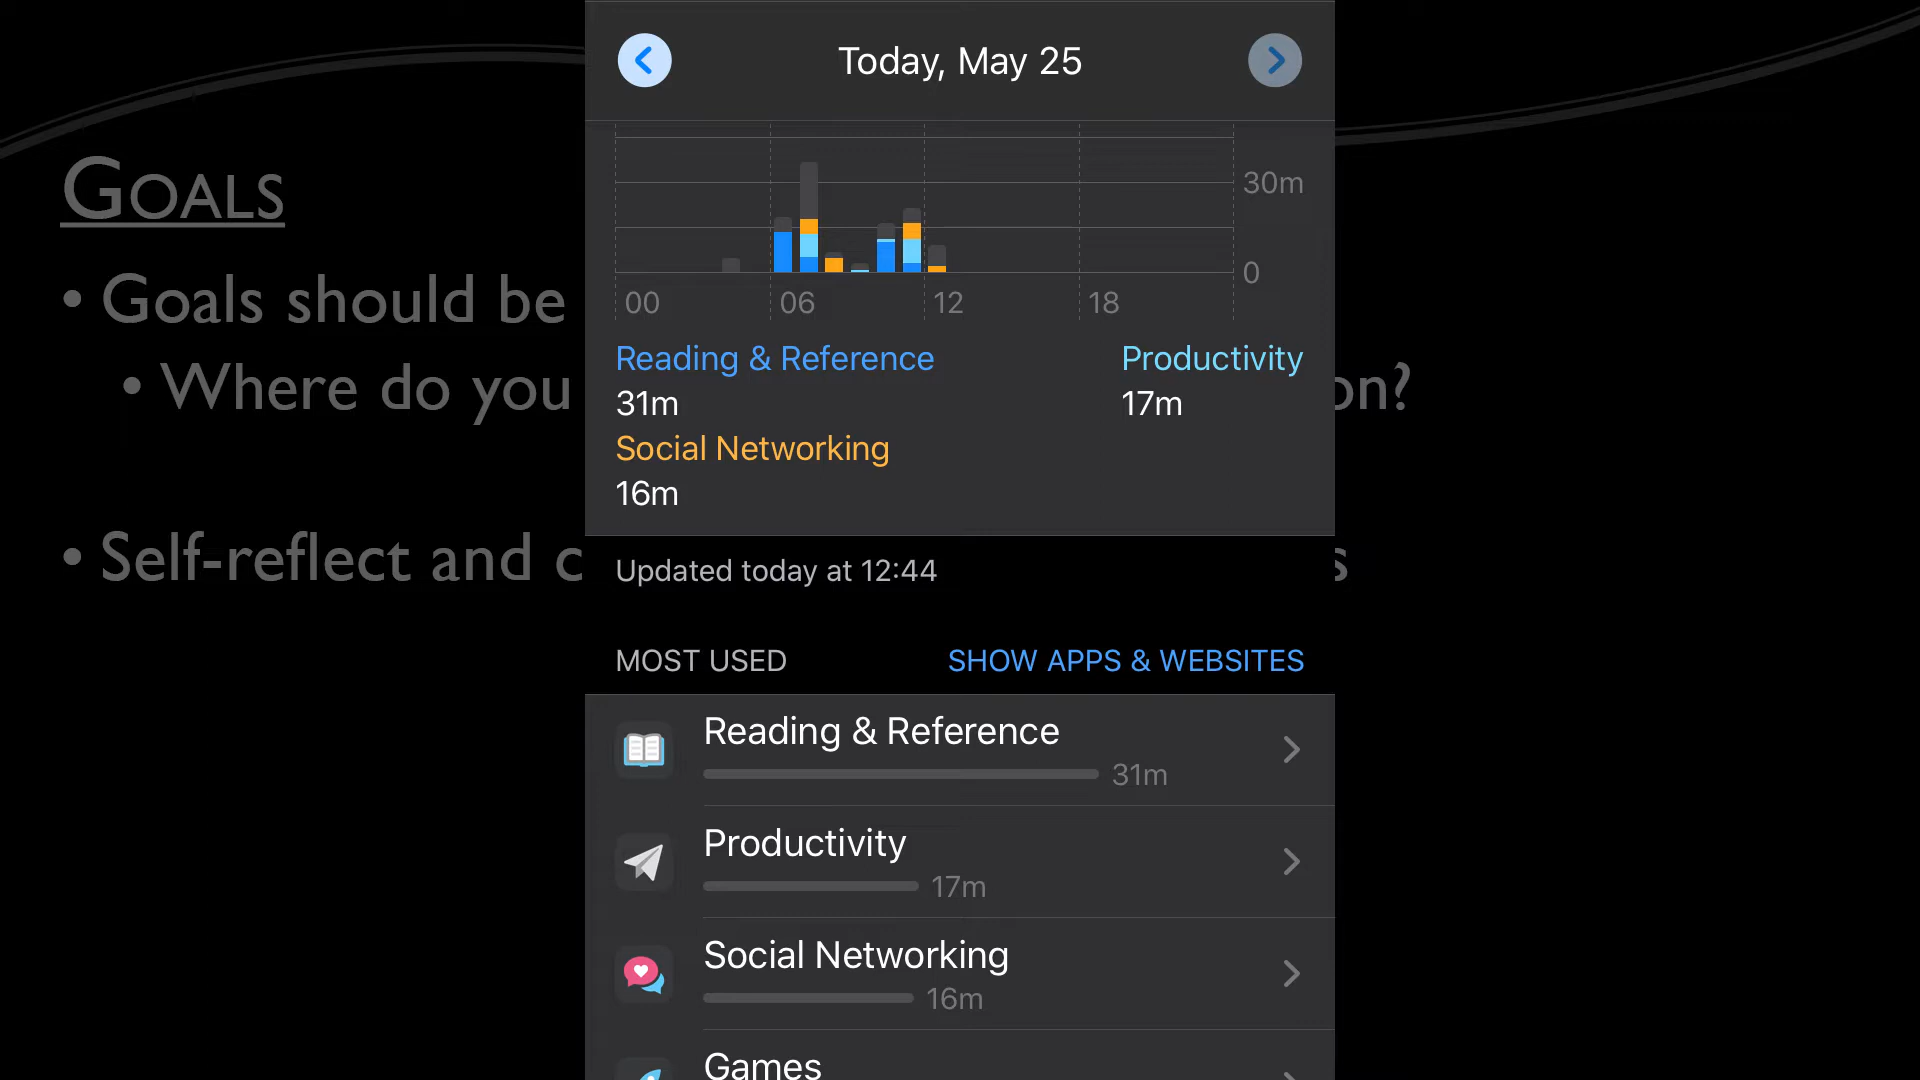 Today, May 25
30m
0
00 06 12 18
Reading & Reference Productivity
31m 17m
Social Networking
16m
Updated today at 12:44
MOST USED SHOW APPS & WEBSITES
Reading & Reference
31m
Productivity
17m
Social Networking
16m
Games
GOALS
• Goals should be
• Where do you on?
• Self-reflect and c s